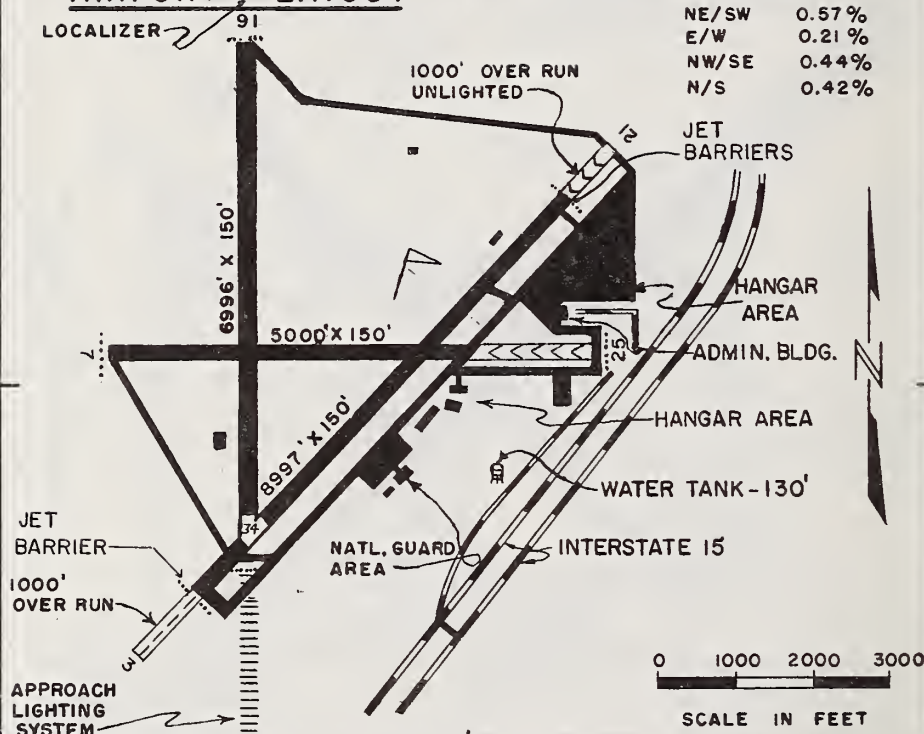 NE/SW 0.57%
E/W 0.21%
NW/SE 0.44%
N/S 0.42%
LOCALIZER
16
1000' OVER RUN
UNLIGHTED
21
JET
BARRIERS
6996' X 150'
5000' X 150'
7
25
HANGAR
AREA
ADMIN. BLDG.
N
HANGAR AREA
8997' X 150'
WATER TANK-130'
34
JET
BARRIER
NATL. GUARD
AREA
INTERSTATE 15
1000'
OVER RUN
3
APPROACH
LIGHTING
SYSTEM
0 1000 2000 3000
SCALE IN FEET